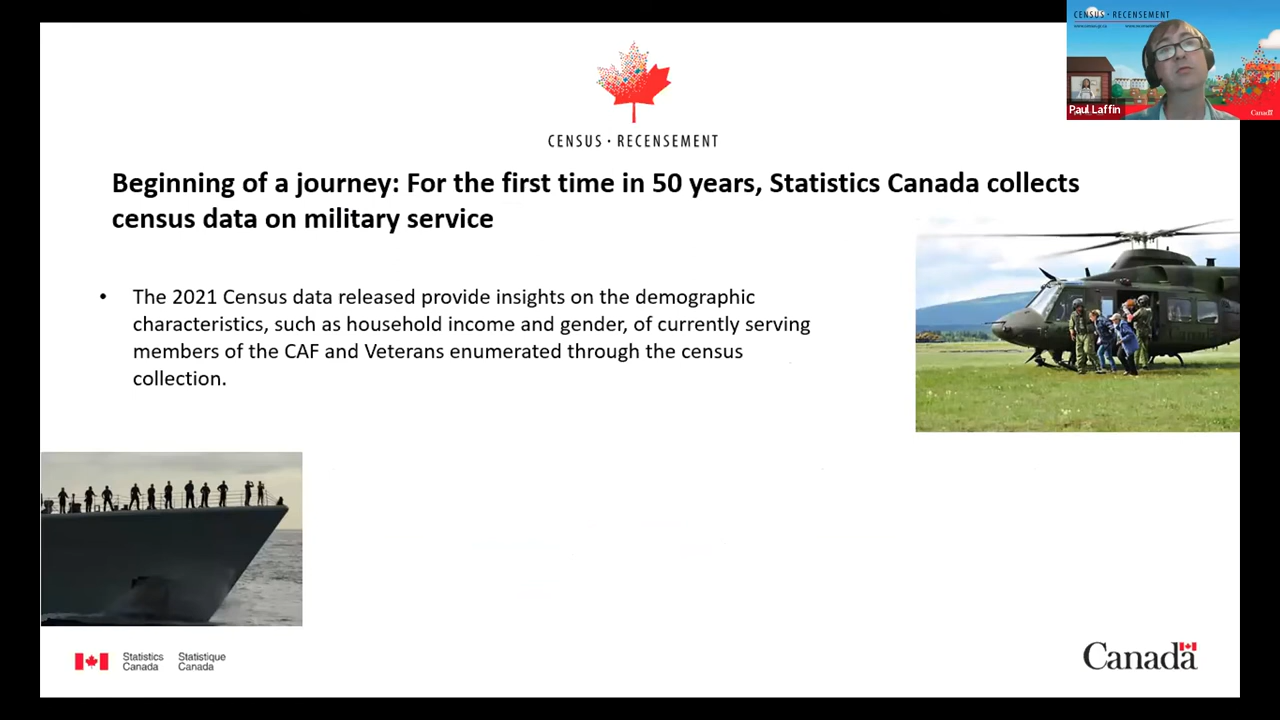 CENSUS · RECENSEMENT
Paul Laffin
Canada
CENSUS · RECENSEMENT
Beginning of a journey: For the first time in 50 years, Statistics Canada collects
census data on military service
• The 2021 Census data released provide insights on the demographic
characteristics, such as household income and gender, of currently serving
members of the CAF and Veterans enumerated through the census
collection.
Statistics Statistique
Canada Canada
Canada